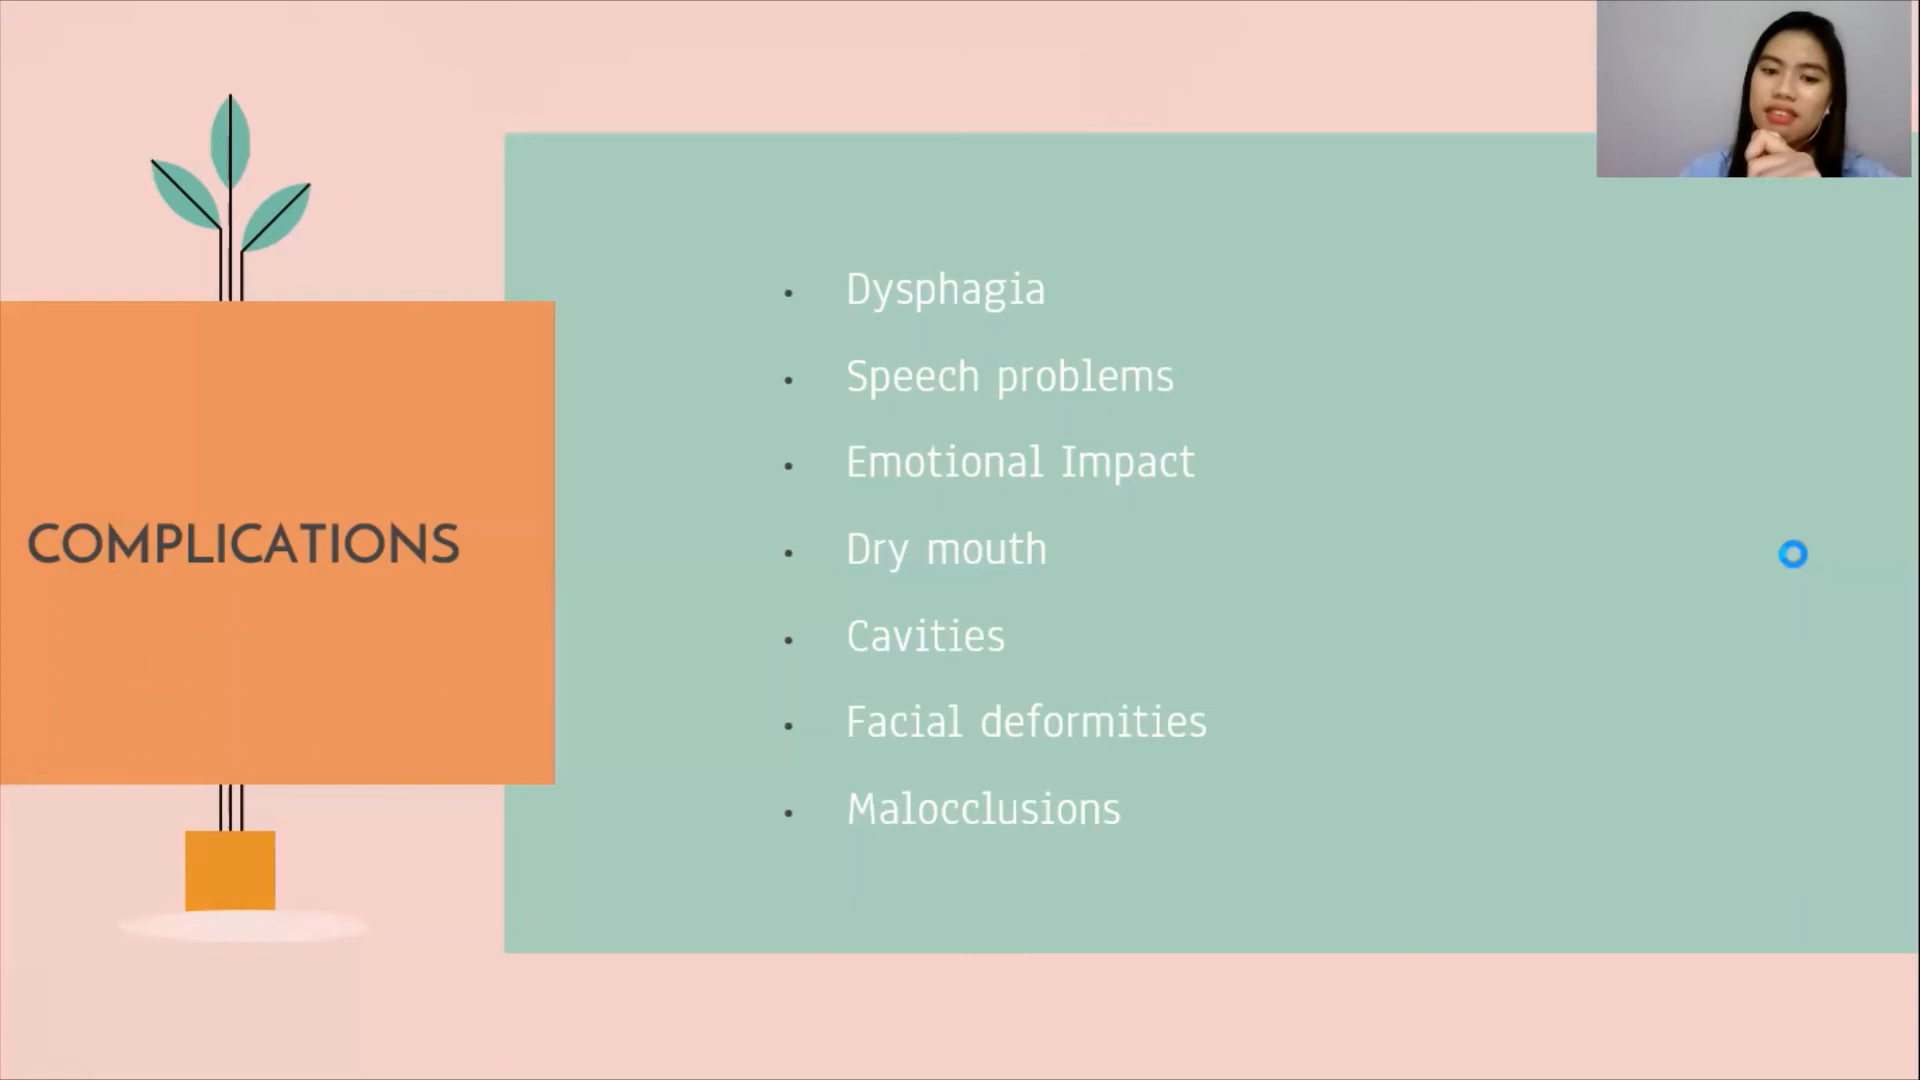 COMPLICATIONS
• Dysphagia
• Speech problems
• Emotional Impact
• Dry mouth
• Cavities
• Facial deformities
• Malocclusions